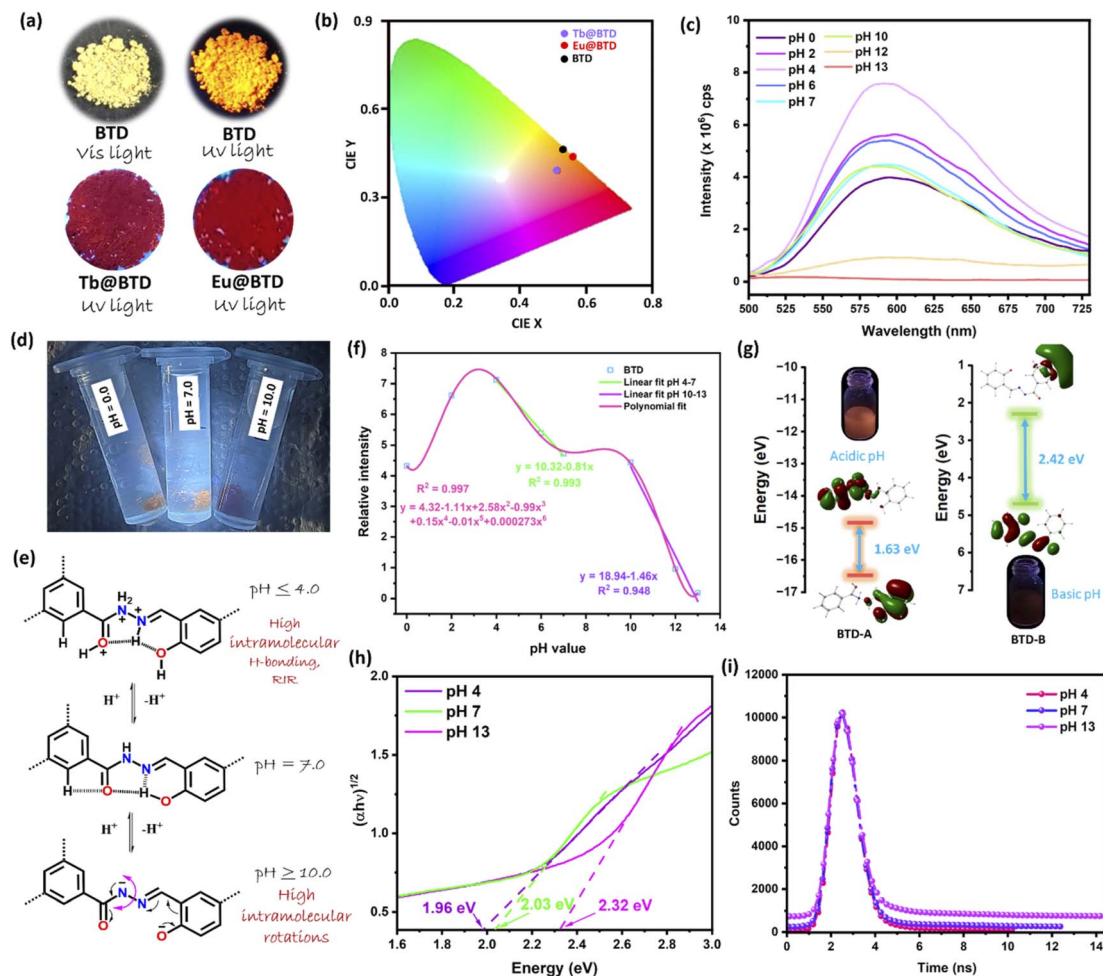 (a)
BTD
Vis light
BTD
UV light
Tb@BTD
UV light
Eu@BTD
UV light
(b)
Tb@BTD
Eu@BTD
BTD
CIE Y
0.9
0.6
0.3
0.0
0.0
0.2
0.4
0.6
0.8
CIE X
(c)
pH 0
pH 2
pH 4
pH 6
pH 7
pH 10
pH 12
pH 13
Intensity (x 10⁶) cps
8
6
4
2
0
500
525
550
575
600
625
650
675
700
725
Wavelength (nm)
(d)
pH = 0.0
pH = 7.0
pH = 10.0
(e)
H₂
N
+
N
+
H
O
+
H
H
O
H
pH ≤ 4.0
High
intramolecular
H-bonding,
RIR
H⁺
-H⁺
H
N
N
H
O
H
O
pH = 7.0
H⁺
-H⁺
N
N
O
O
pH ≥ 10.0
High
intramolecular
rotations
(f)
BTD
Linear fit pH 4-7
Linear fit pH 10-13
Polynomial fit
R² = 0.997
y = 4.32-1.11x+2.58x²-0.99x³
+0.15x⁴-0.01x⁵+0.000273x⁶
y = 10.32-0.81x
R² = 0.993
y = 18.94-1.46x
R² = 0.948
Relative intensity
10
9
8
7
6
5
4
3
2
1
0
0
2
4
6
8
10
12
14
pH value
(g)
Energy (eV)
−10
−11
−12
−13
−14
−15
−16
−17
Acidic pH
1.63 eV
BTD-A
Energy (eV)
1
2
3
4
5
6
7
2.42 eV
Basic pH
BTD-B
(h)
pH 4
pH 7
pH 13
(αhν)^1/2
2.0
1.5
1.0
0.5
1.96 eV
2.03 eV
2.32 eV
1.6
1.8
2.0
2.2
2.4
2.6
2.8
3.0
Energy (eV)
(i)
pH 4
pH 7
pH 13
Counts
10000
8000
6000
4000
2000
0
0
2
4
6
8
10
12
14
Time (ns)